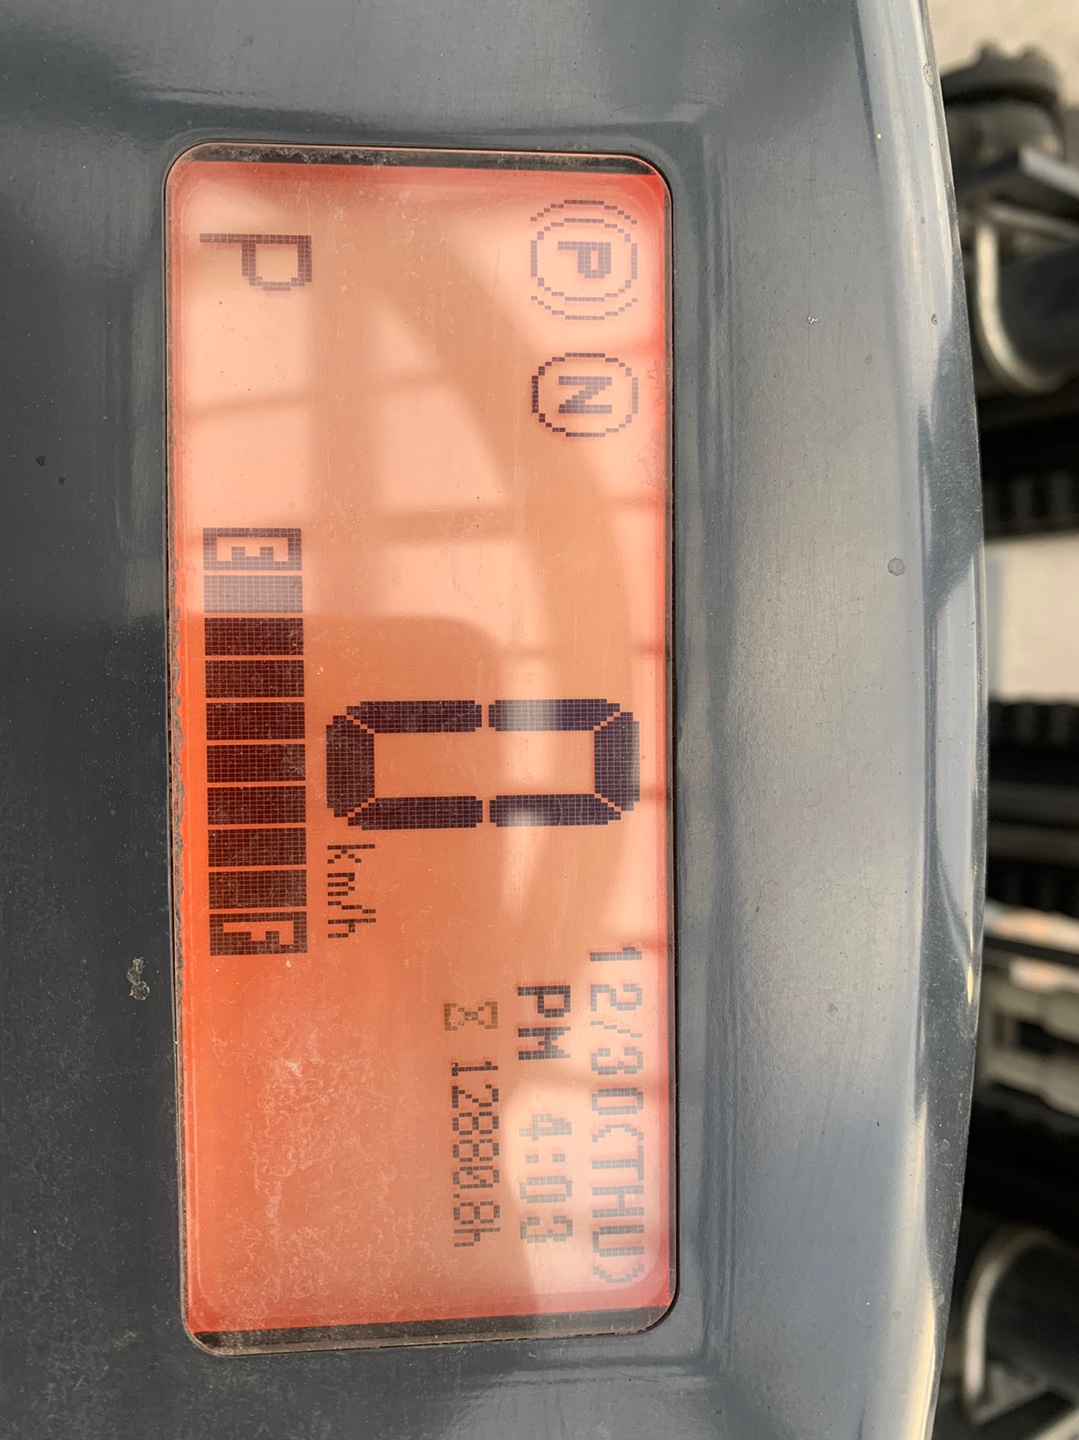 (P) (N)
12/30(THU)
PM 4:03
12880.8h
0 km/h
P
E F